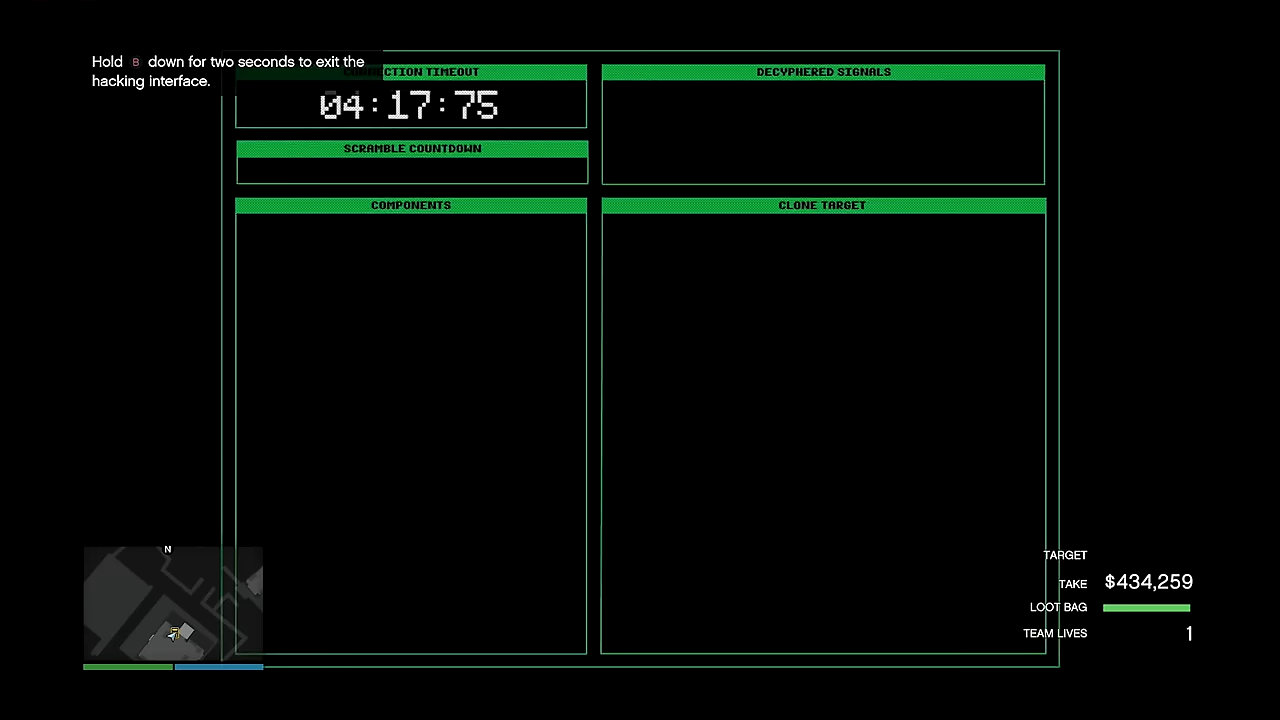 Hold B down for two seconds to exit the
hacking interface.
CONNECTION TIMEOUT
04:17:75
DECYPHERED SIGNALS
SCRAMBLE COUNTDOWN
COMPONENTS
CLONE TARGET
N
TARGET
TAKE $434,259
LOOT BAG
TEAM LIVES 1